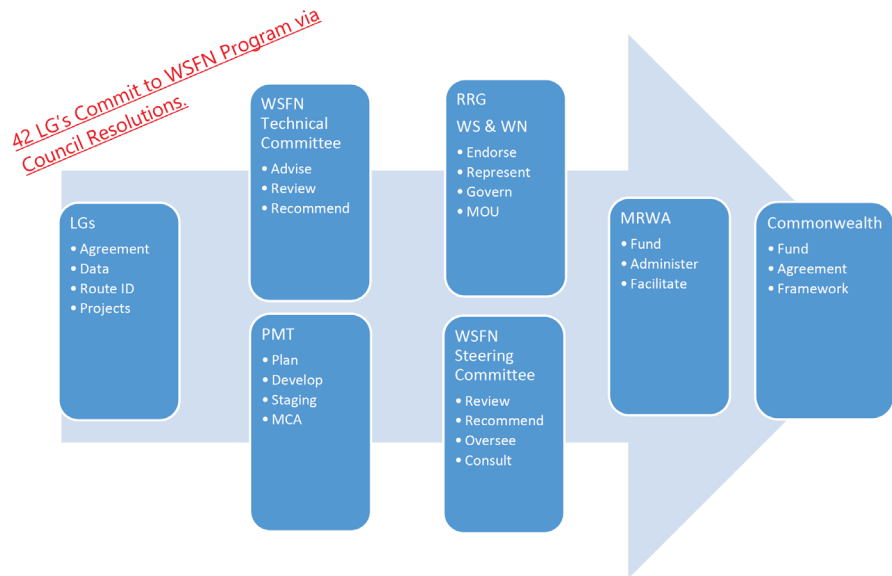 42 LG's Commit to WSFN Program via
Council Resolutions.
LGs
• Agreement
• Data
• Route ID
• Projects
WSFN
Technical
Committee
• Advise
• Review
• Recommend
PMT
• Plan
• Develop
• Staging
• MCA
RRG
WS & WN
• Endorse
• Represent
• Govern
• MOU
WSFN
Steering
Committee
• Review
• Recommend
• Oversee
• Consult
MRWA
• Fund
• Administer
• Facilitate
Commonwealth
• Fund
• Agreement
• Framework